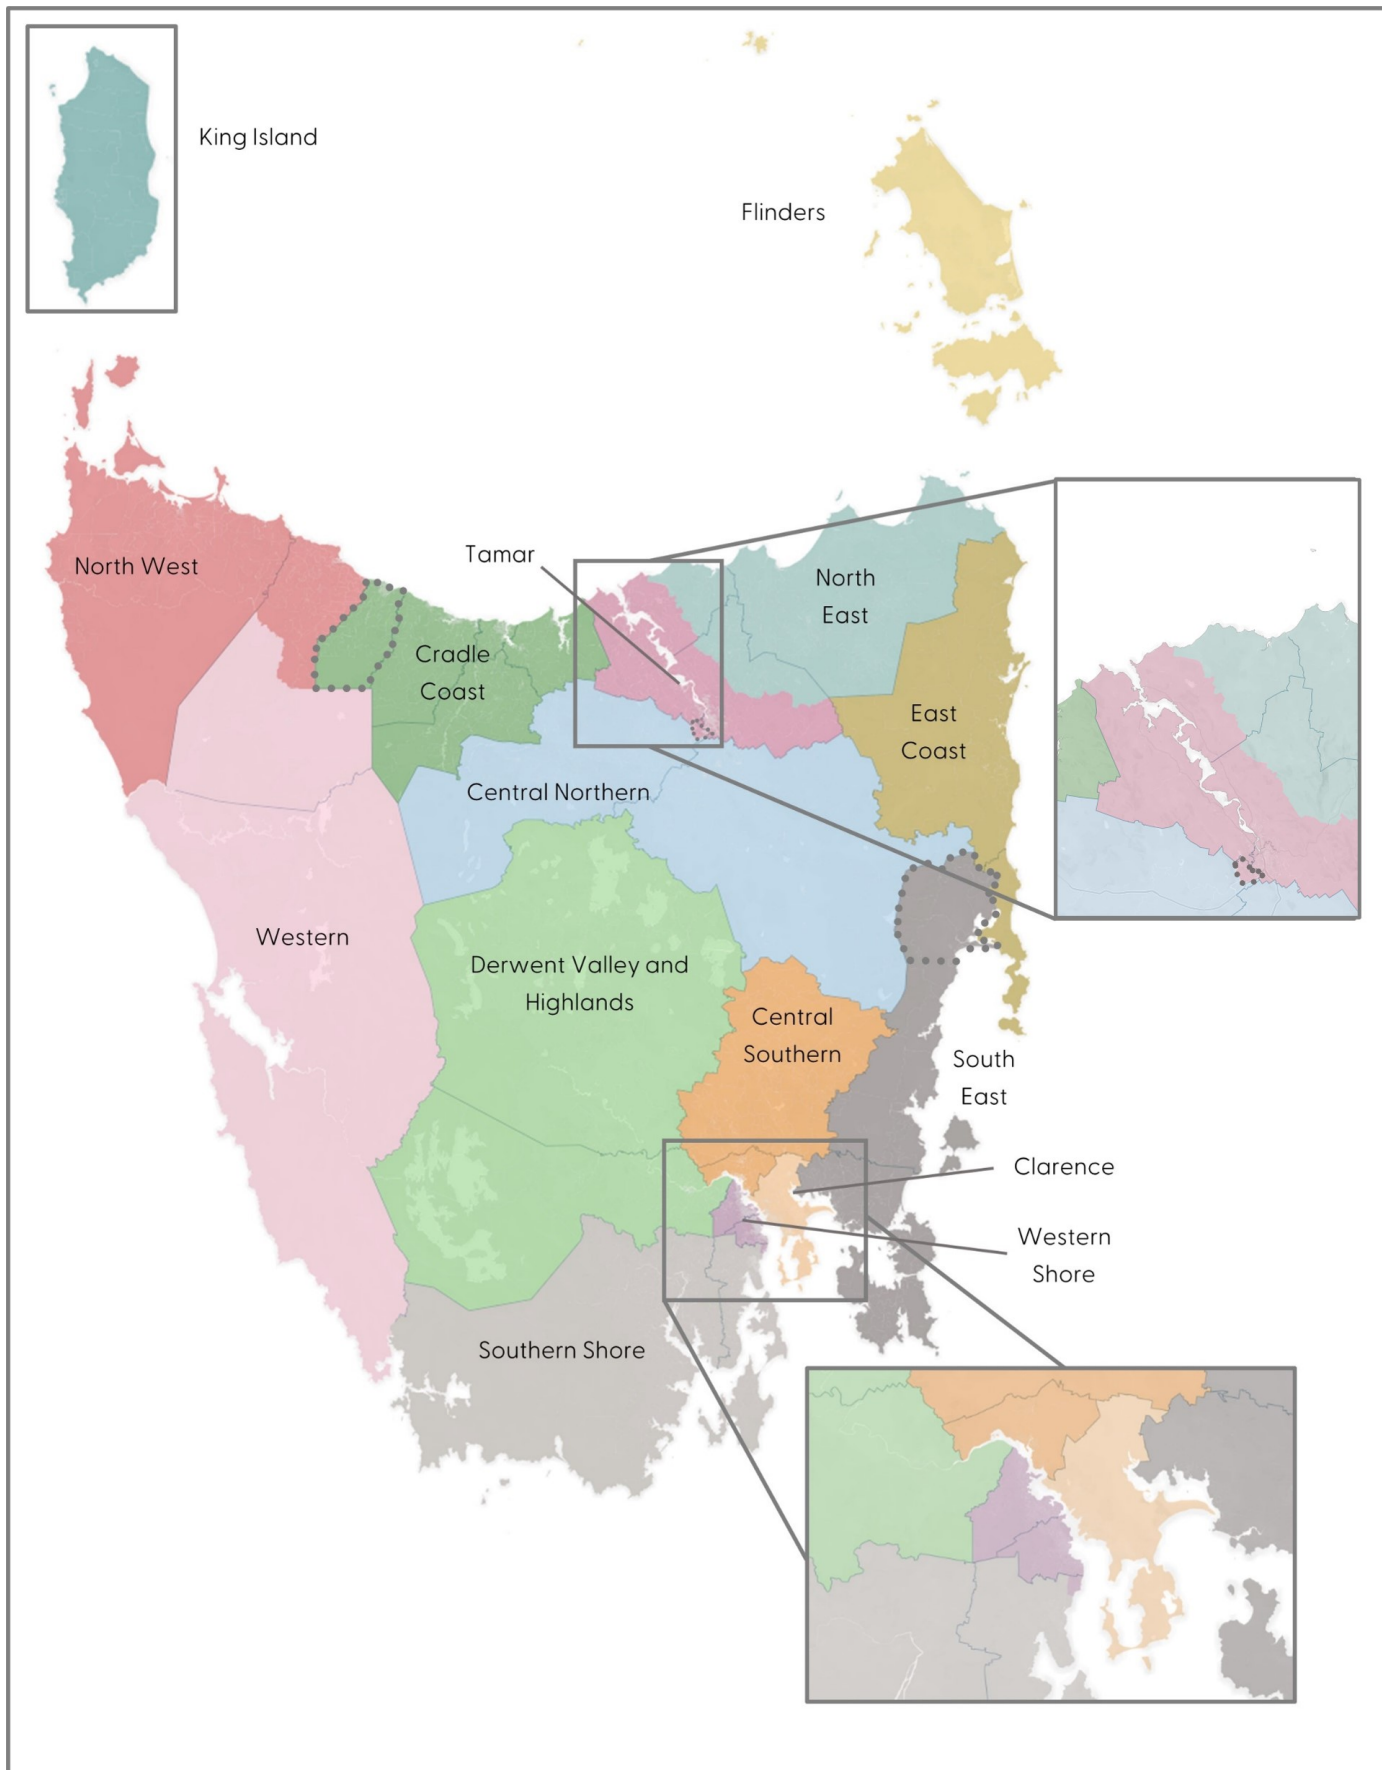 King Island
Flinders
North West
Tamar
North
East
Cradle
Coast
East
Coast
Central Northern
Western
Derwent Valley and
Highlands
Central
Southern
South
East
Clarence
Western
Shore
Southern Shore